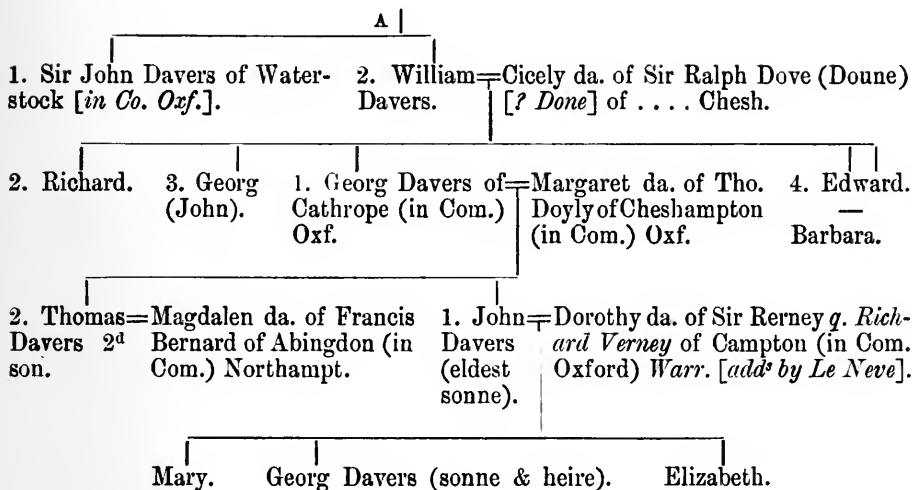 A
1. Sir John Davers of Water- 2. William=Cicely da. of Sir Ralph Dove (Doune)
stock [in Co. Oxf.]. Davers. [? Done] of .... Chesh.
2. Richard. 3. Georg 1. Georg Davers of=Margaret da. of Tho. 4. Edward.
(John). Cathrope (in Com.) Doyly of Cheshampton —
Oxf. (in Com.) Oxf. Barbara.
2. Thomas=Magdalen da. of Francis 1. John=Dorothy da. of Sir Rerney q. Rich-
Davers 2d Bernard of Abingdon (in Davers ard Verney of Campton (in Com.
son. Com.) Northampt. (eldest Oxford) Warr. [adds by Le Neve].
sonne).
Mary. Georg Davers (sonne & heire). Elizabeth.